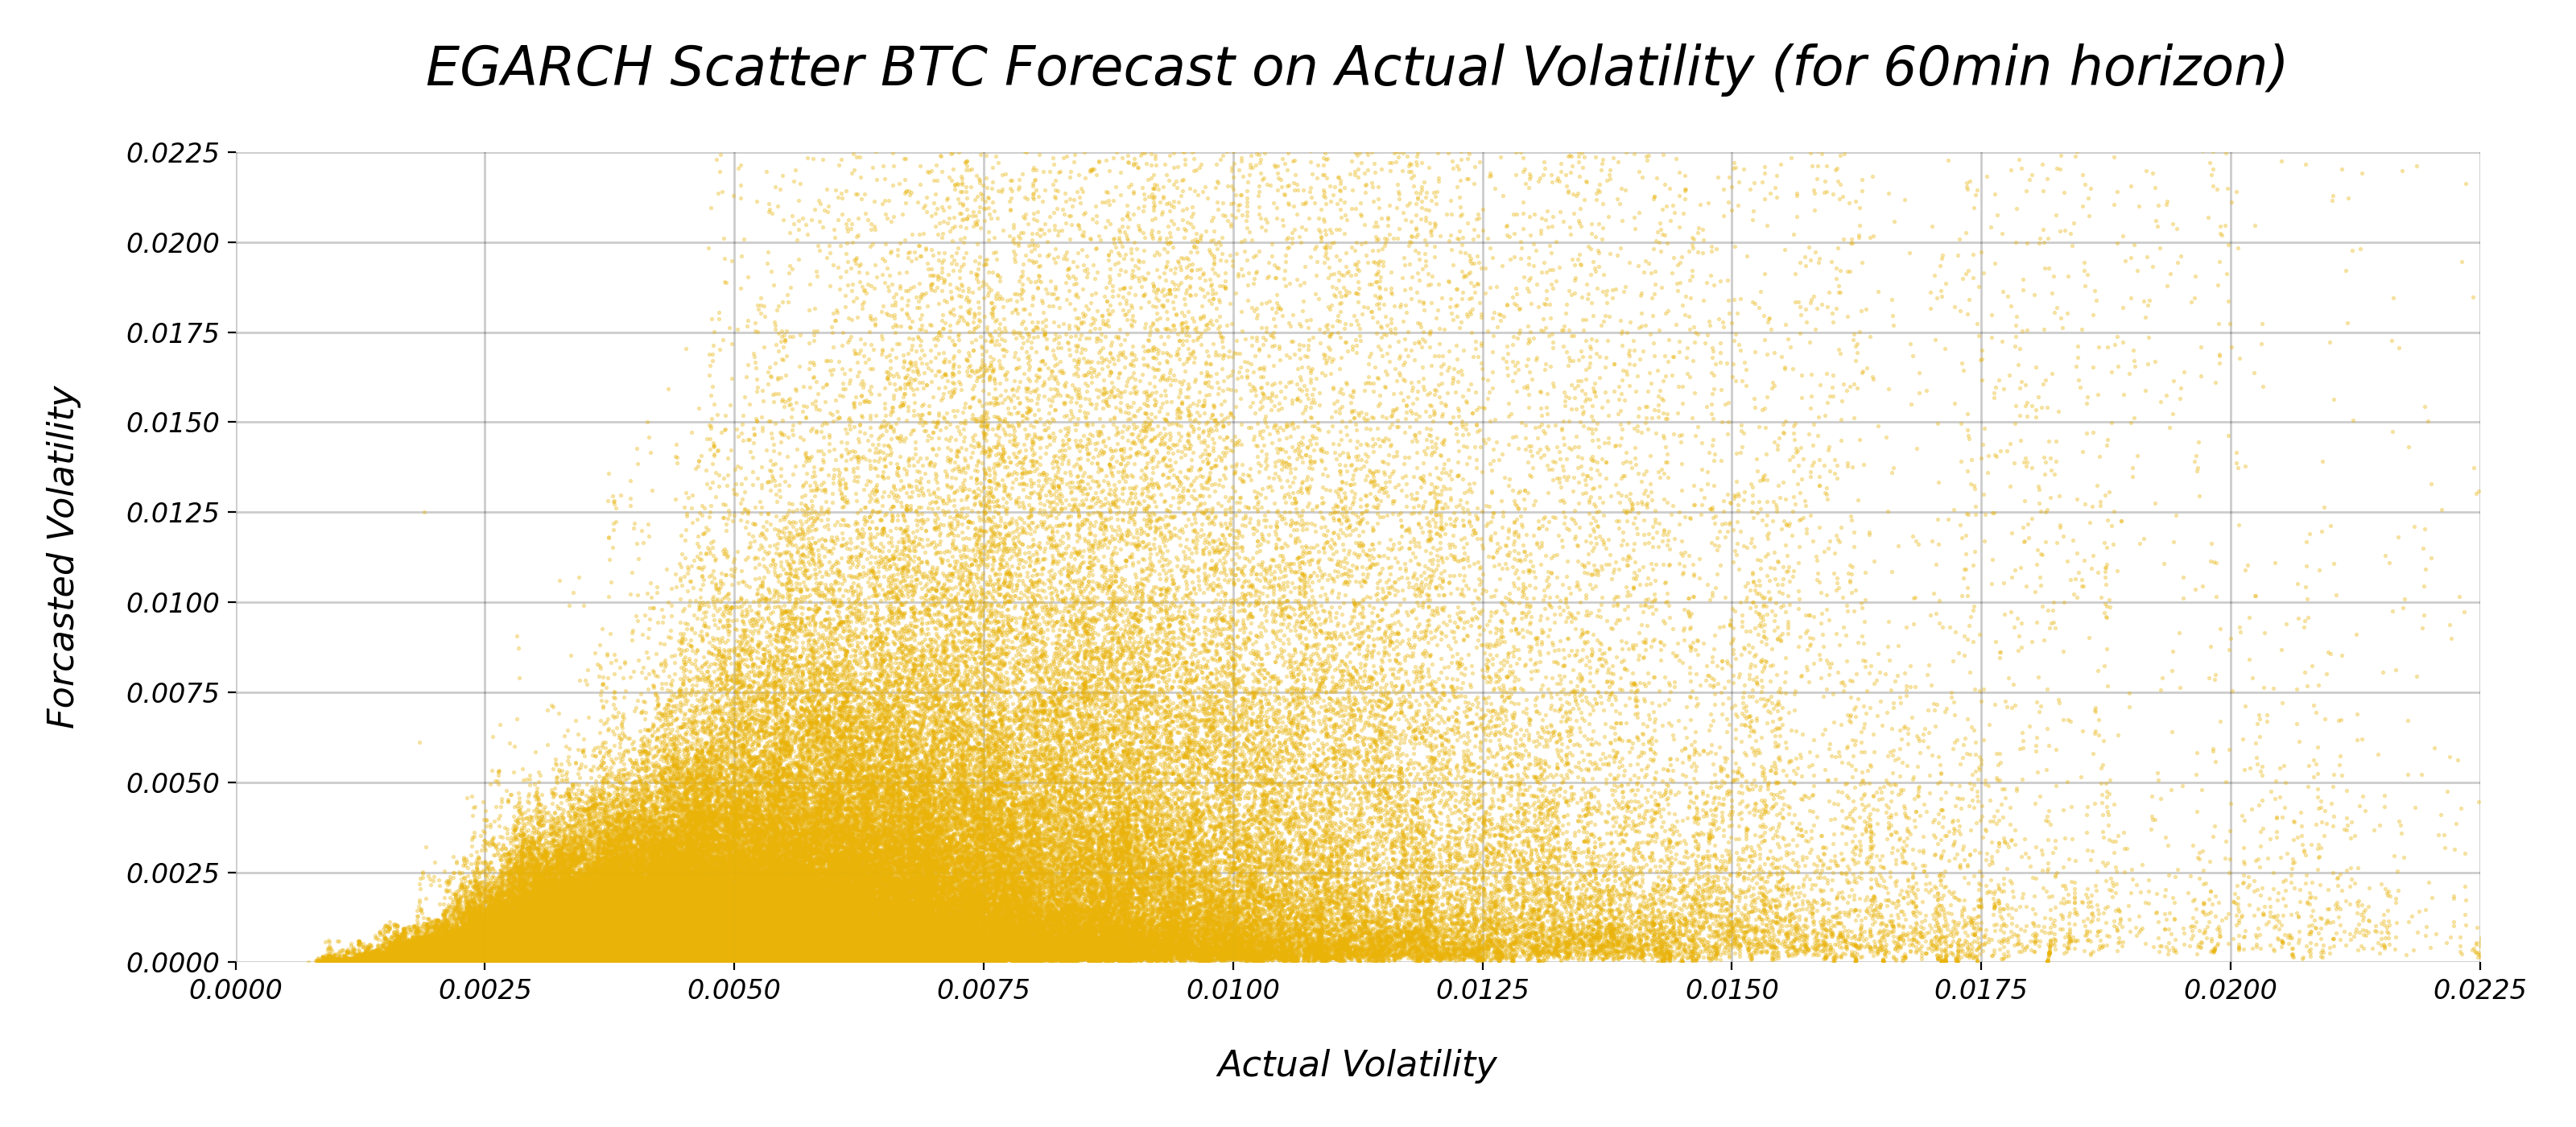 EGARCH Scatter BTC Forecast on Actual Volatility (for 60min horizon)
0.0225
0.0200
0.0175
0.0150
0.0125
0.0100
0.0075
0.0050
0.0025
0.0000
Forcasted Volatility
0.0000 0.0025 0.0050 0.0075 0.0100 0.0125 0.0150 0.0175 0.0200 0.0225
Actual Volatility